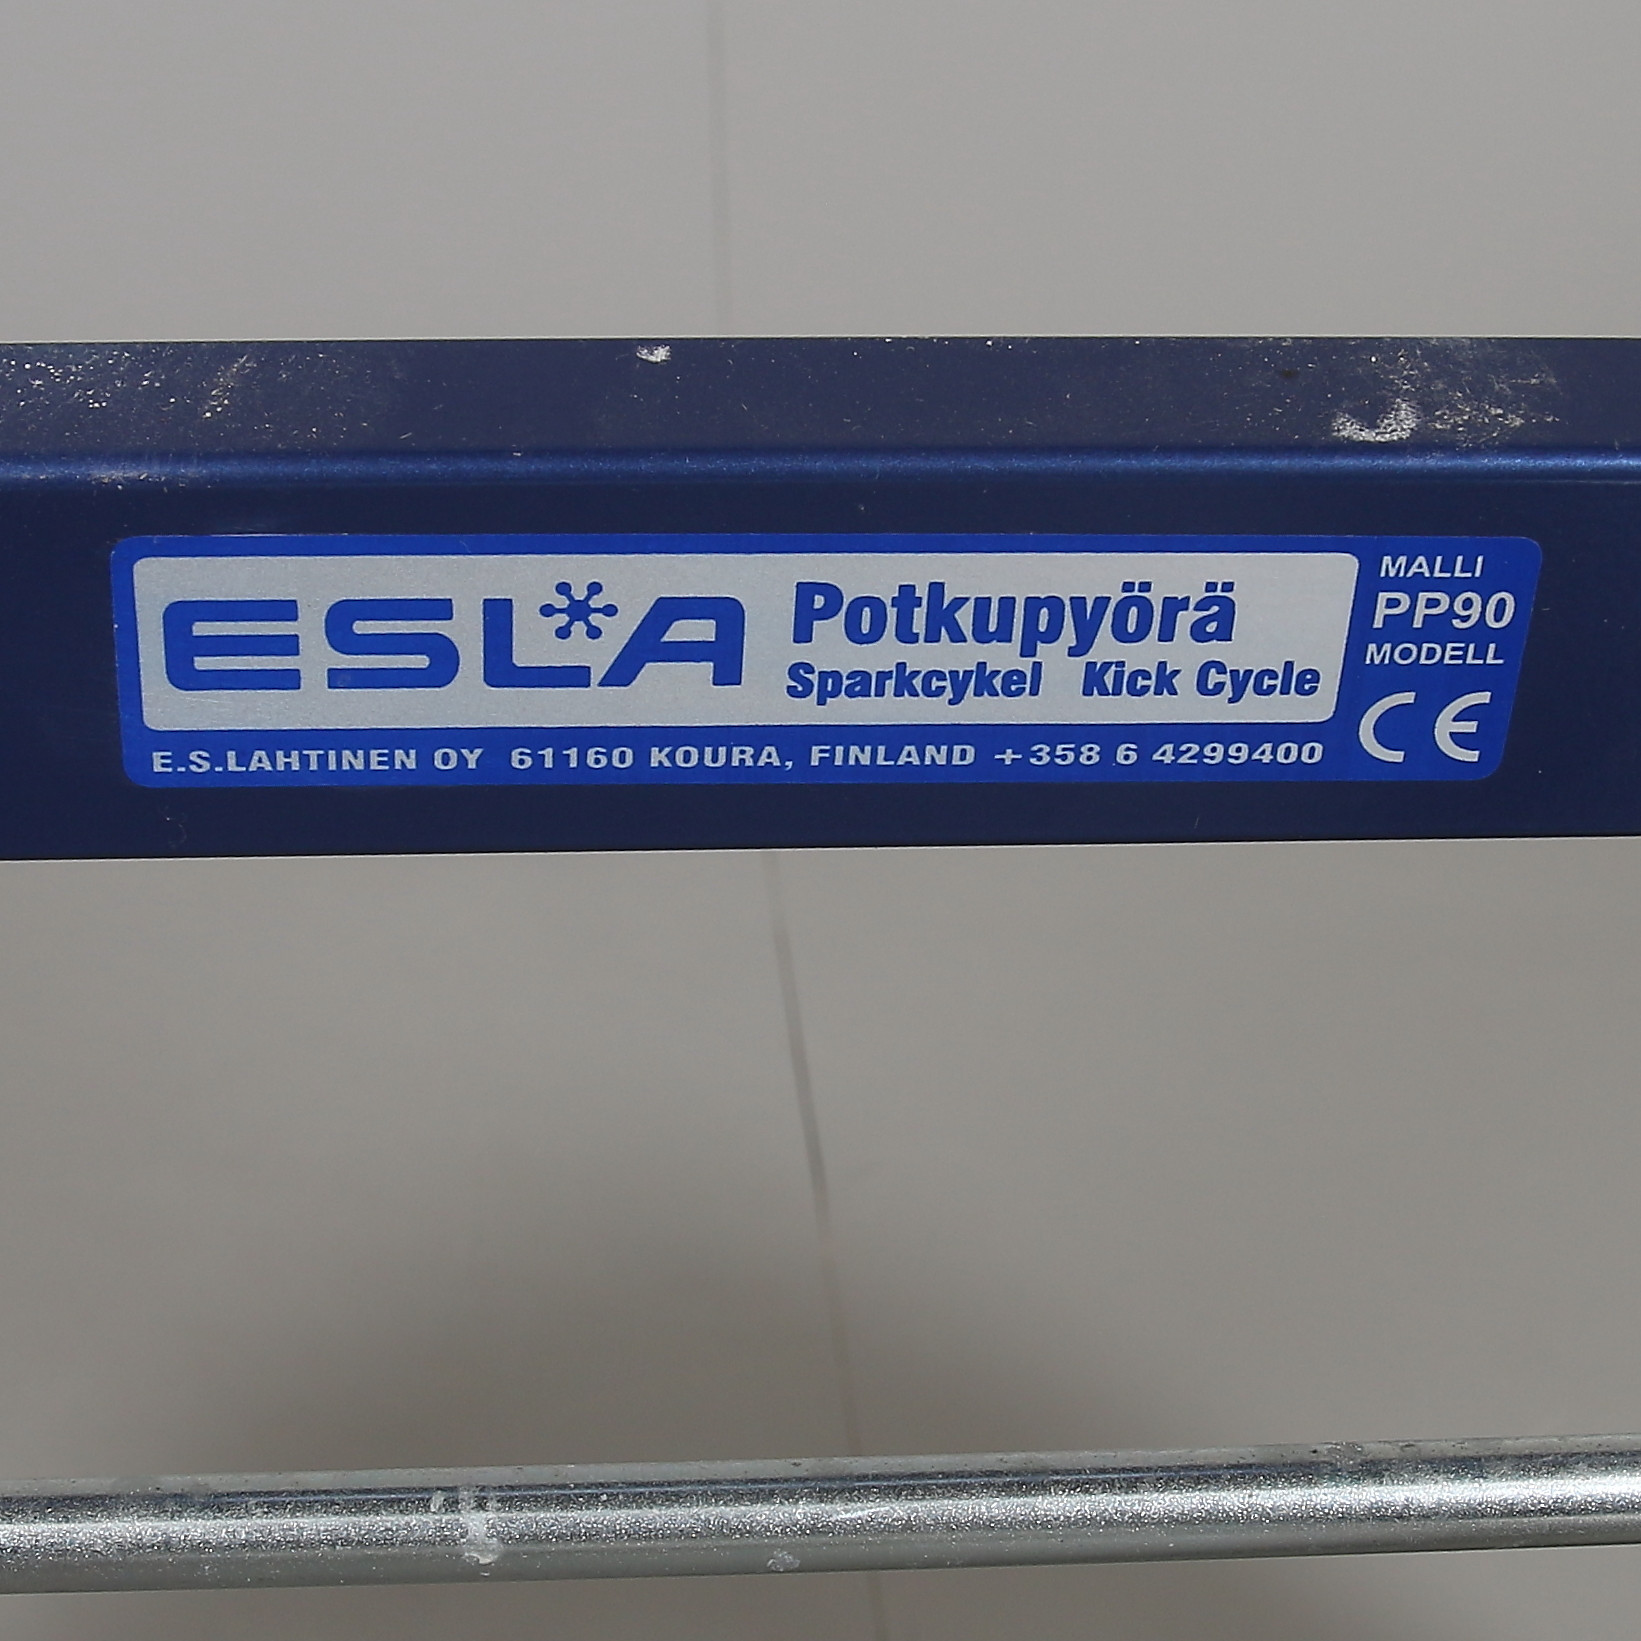 ESLA
Potkupyörä
Sparkcykel Kick Cycle
E.S.LAHTINEN OY 61160 KOURA, FINLAND +358 6 4299400
MALLI
PP90
MODELL
CE